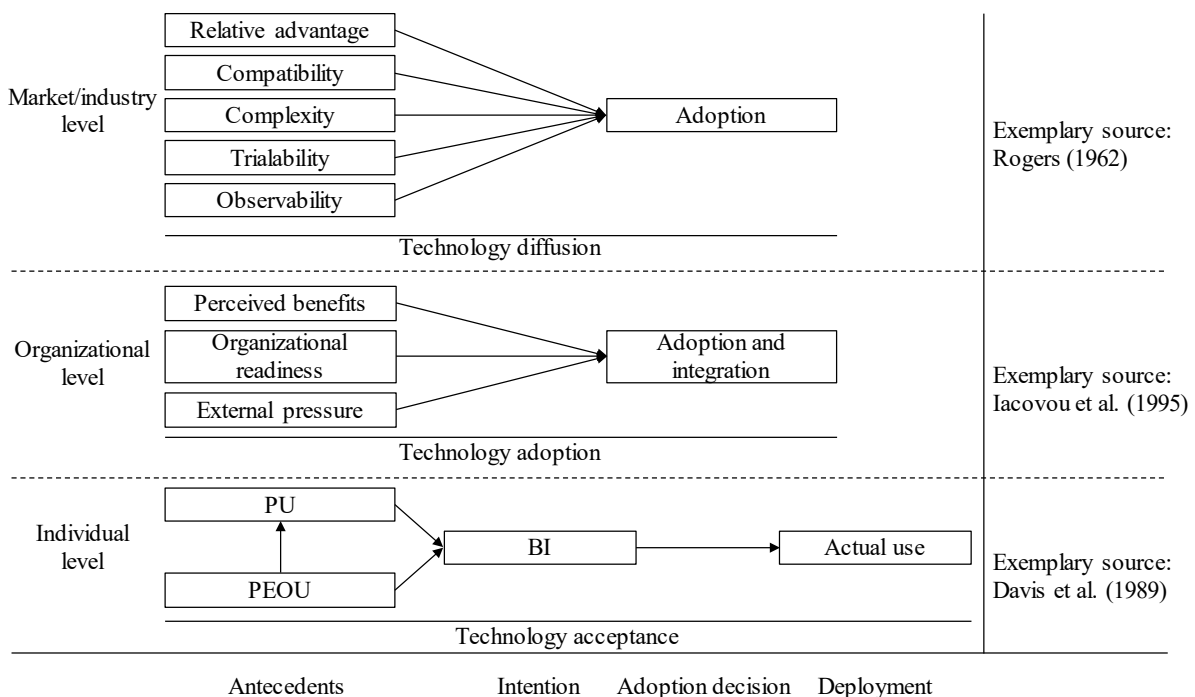 Market/industry
level
Relative advantage
Compatibility
Complexity
Trialability
Observability
Adoption
Technology diffusion
Exemplary source:
Rogers (1962)
Organizational
level
Perceived benefits
Organizational
readiness
External pressure
Adoption and
integration
Technology adoption
Exemplary source:
Iacovou et al. (1995)
Individual
level
PU
PEOU
BI
Actual use
Technology acceptance
Exemplary source:
Davis et al. (1989)
Antecedents
Intention
Adoption decision
Deployment